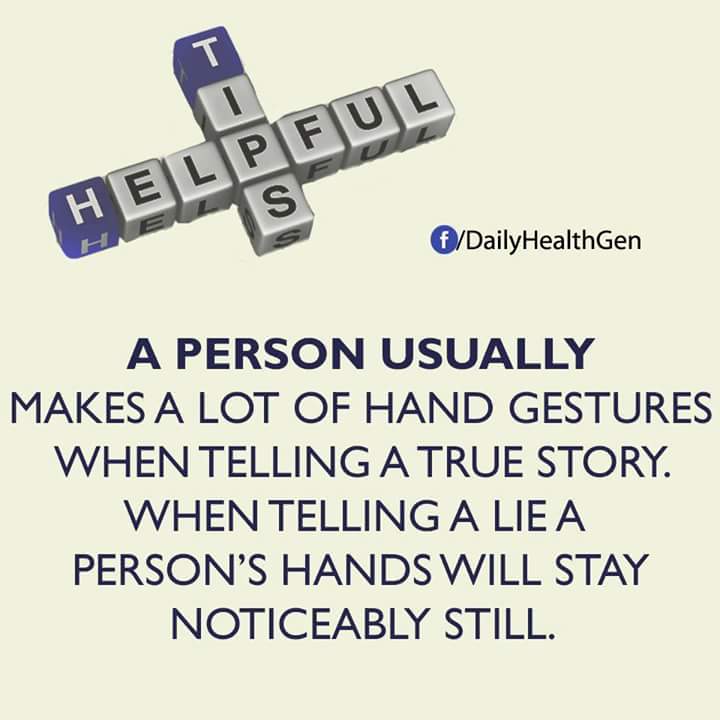 TIPS
HELPFUL
f/DailyHealthGen
A PERSON USUALLY
MAKES A LOT OF HAND GESTURES
WHEN TELLING A TRUE STORY.
WHEN TELLING A LIE A
PERSON'S HANDS WILL STAY
NOTICEABLY STILL.